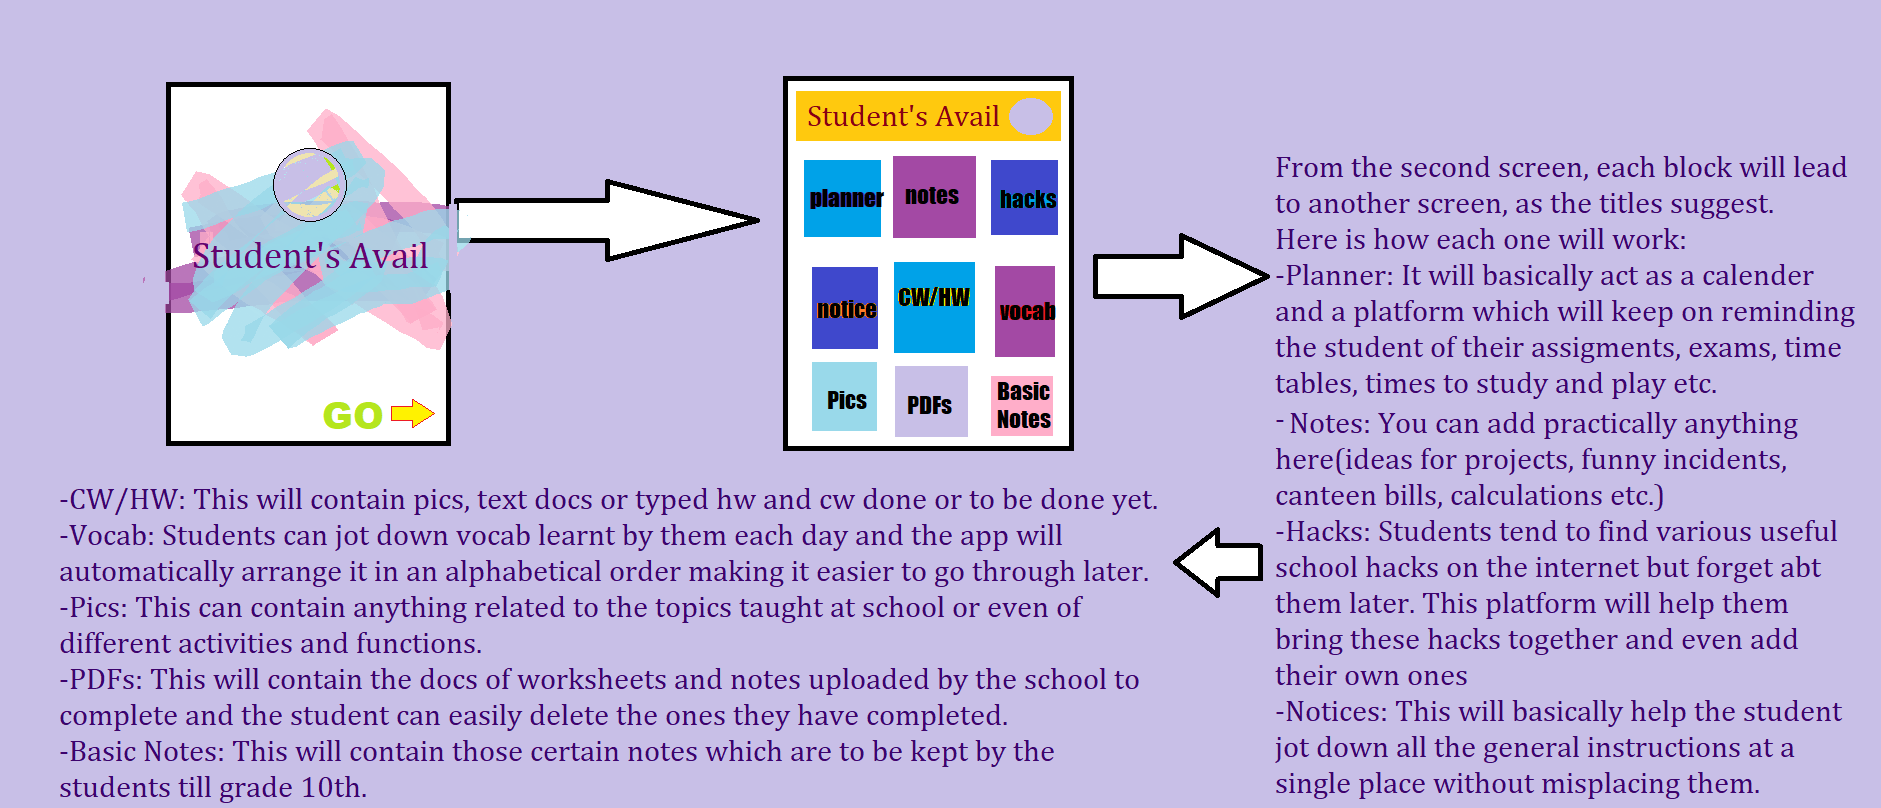 Student's Avail
GO
Student's Avail
planner
notes
hacks
notice
CW/HW
vocab
Pics
PDFs
Basic
Notes
From the second screen, each block will lead
to another screen, as the titles suggest.
Here is how each one will work:
-Planner: It will basically act as a calender
and a platform which will keep on reminding
the student of their assigments, exams, time
tables, times to study and play etc.
- Notes: You can add practically anything
here(ideas for projects, funny incidents,
canteen bills, calculations etc.)
-Hacks: Students tend to find various useful
school hacks on the internet but forget abt
them later. This platform will help them
bring these hacks together and even add
their own ones
-Notices: This will basically help the student
jot down all the general instructions at a
single place without misplacing them.
-CW/HW: This will contain pics, text docs or typed hw and cw done or to be done yet.
-Vocab: Students can jot down vocab learnt by them each day and the app will
automatically arrange it in an alphabetical order making it easier to go through later.
-Pics: This can contain anything related to the topics taught at school or even of
different activities and functions.
-PDFs: This will contain the docs of worksheets and notes uploaded by the school to
complete and the student can easily delete the ones they have completed.
-Basic Notes: This will contain those certain notes which are to be kept by the
students till grade 10th.